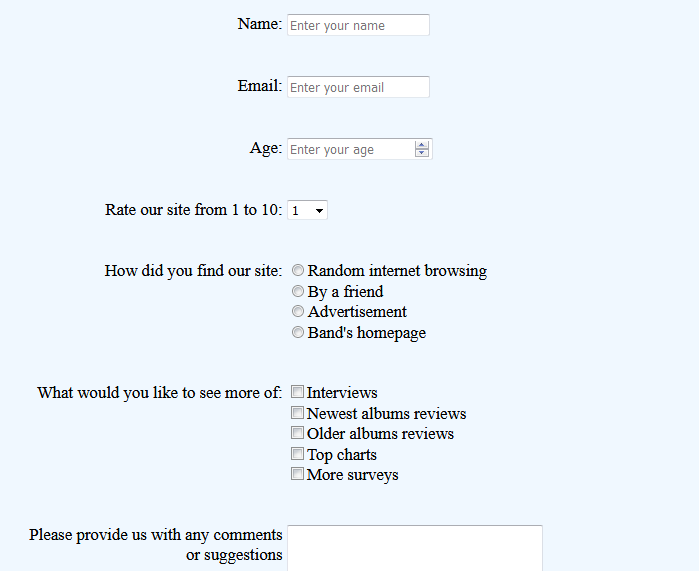 Name: Enter your name
Email: Enter your email
Age: Enter your age
Rate our site from 1 to 10: 1
How did you find our site: Random internet browsing
By a friend
Advertisement
Band's homepage
What would you like to see more of: Interviews
Newest albums reviews
Older albums reviews
Top charts
More surveys
Please provide us with any comments
or suggestions